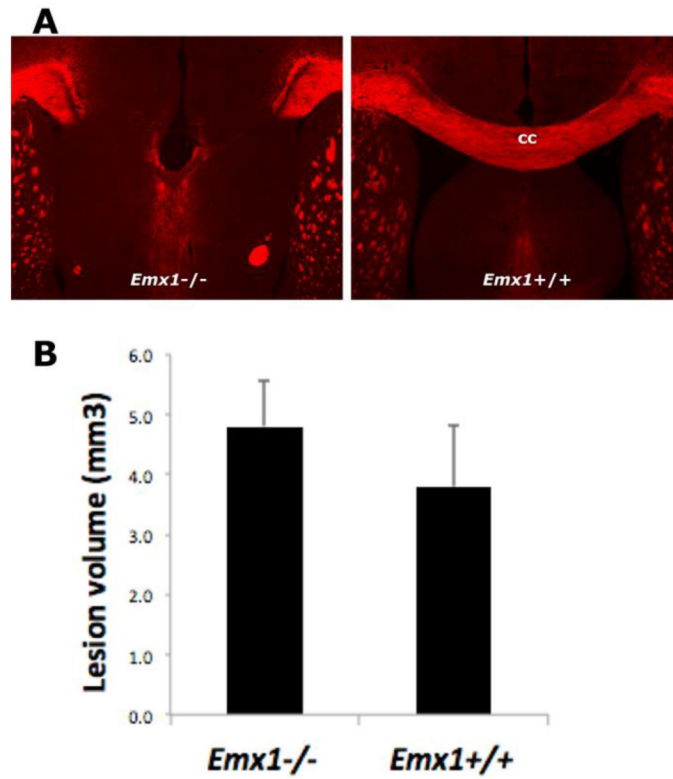 A
CC
Emx1-/-
Emx1+/+
B
Lesion volume (mm3)
6.0
5.0
4.0
3.0
2.0
1.0
0.0
Emx1-/-
Emx1+/+